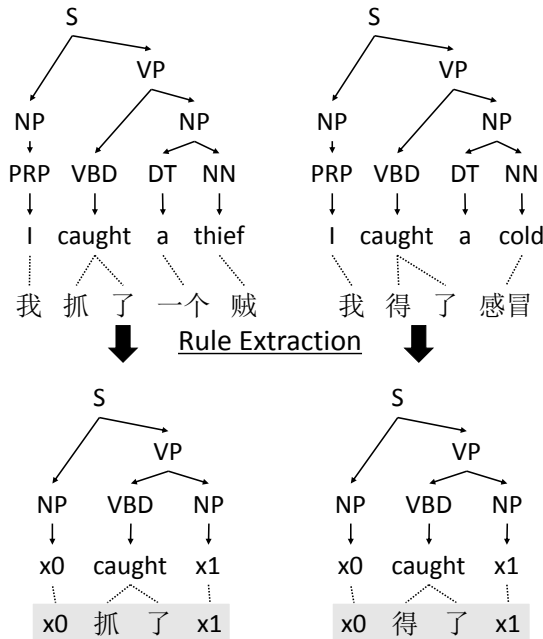 S S
VP VP
NP NP NP NP
PRP VBD DT NN PRP VBD DT NN
I caught a thief I caught a cold
我 抓 了 一个 贼 我 得 了 感冒
Rule Extraction
S S
VP VP
NP VBD NP NP VBD NP
x0 caught x1 x0 caught x1
x0 抓 了 x1 x0 得 了 x1